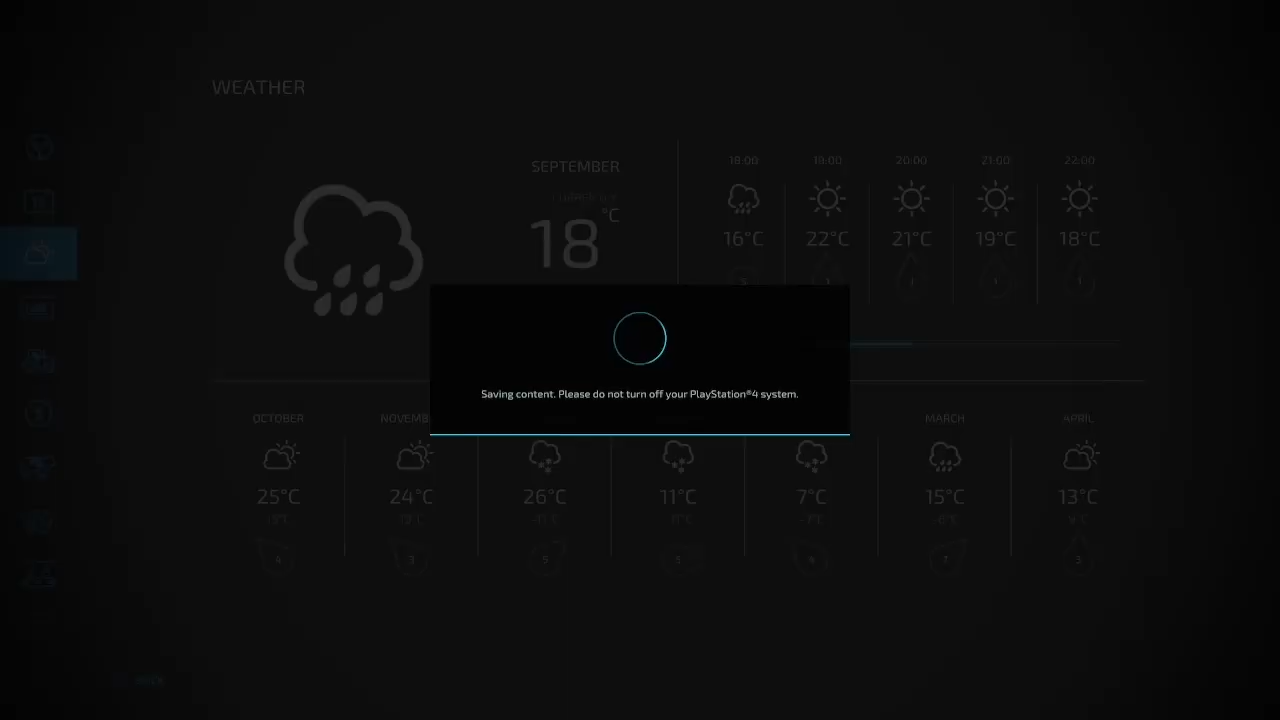 WEATHER
SEPTEMBER
18 °C
18:00 19:00 20:00 21:00 22:00
16°C 22°C 21°C 19°C 18°C
Saving content. Please do not turn off your PlayStation®4 system.
OCTOBER MARCH APRIL
25°C 24°C 26°C 11°C 7°C 15°C 13°C